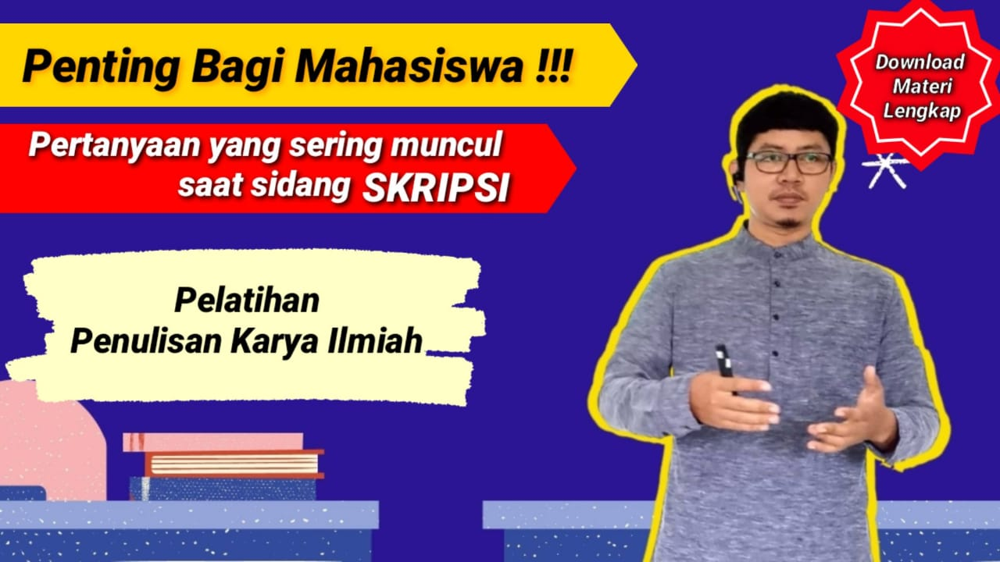 Penting Bagi Mahasiswa !!!
Pertanyaan yang sering muncul
saat sidang SKRIPSI
Download
Materi
Lengkap
Pelatihan
Penulisan Karya Ilmiah